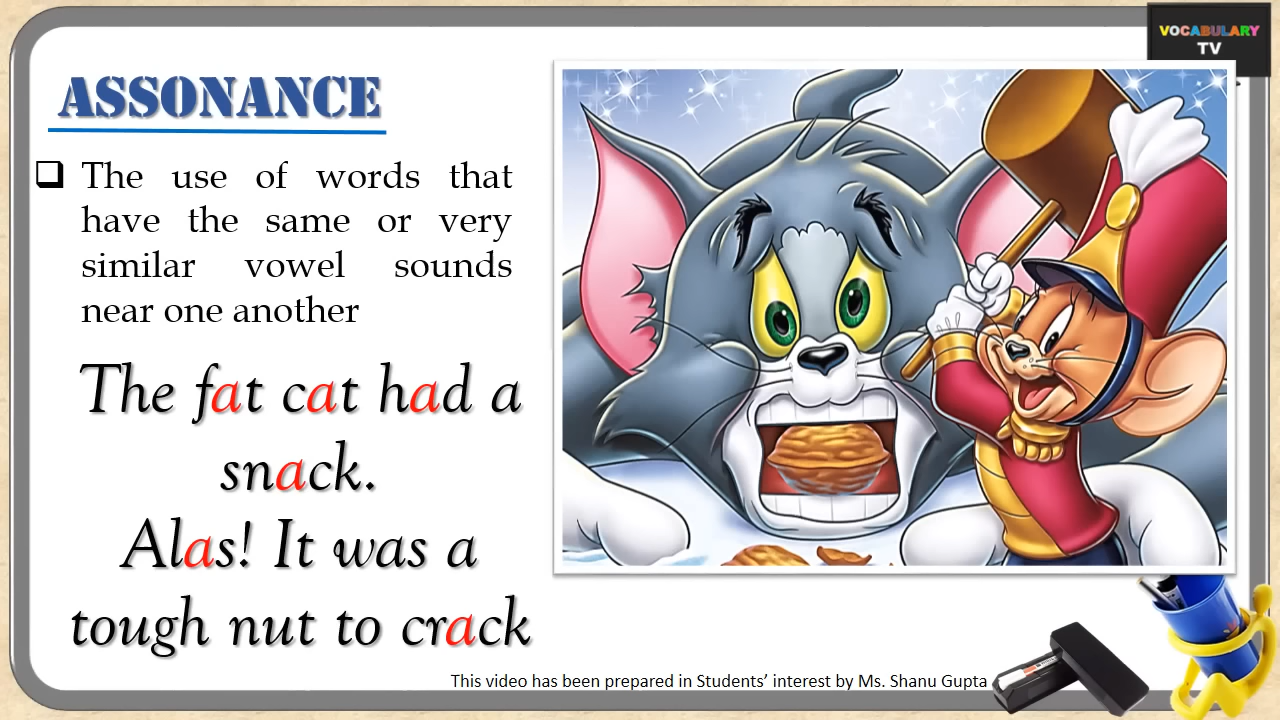 VOCABULARY
TV
ASSONANCE
The use of words that
have the same or very
similar vowel sounds
near one another
The fat cat had a
snack.
Alas! It was a
tough nut to crack
This video has been prepared in Students’ interest by Ms. Shanu Gupta